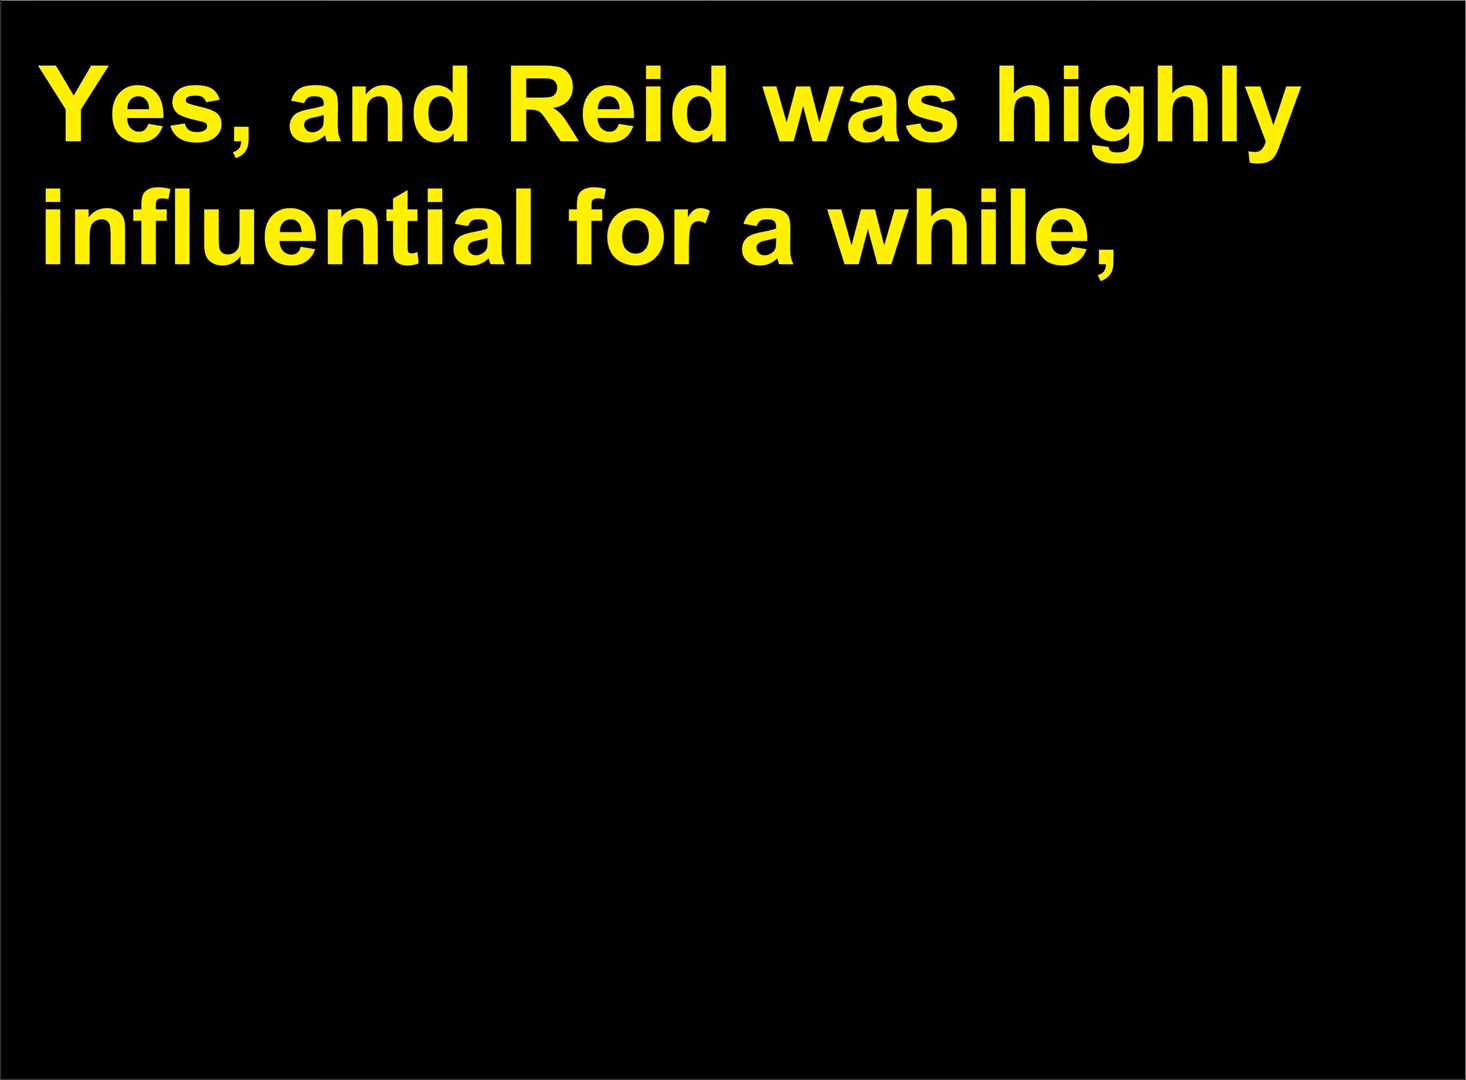 Yes, and Reid was highly
influential for a while,